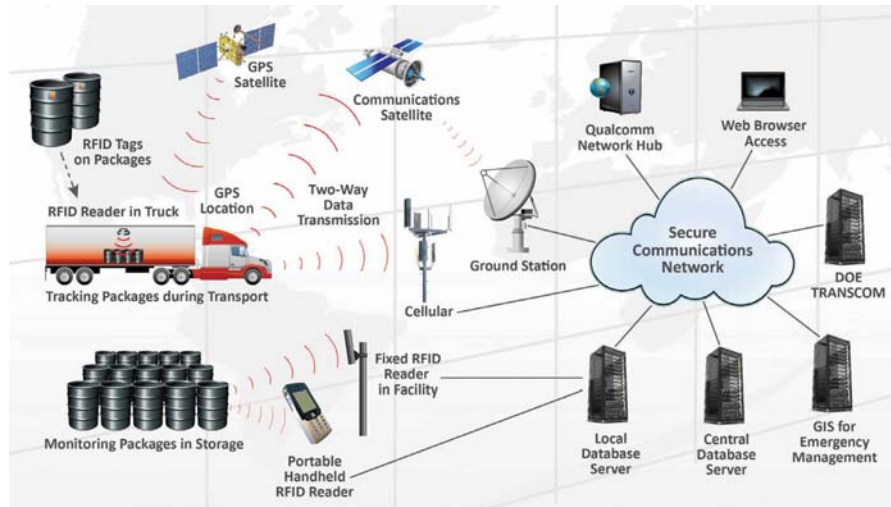 GPS
Satellite
Communications
Satellite
RFID Tags
on Packages
Qualcomm
Network Hub
Web Browser
Access
RFID Reader in Truck
GPS
Location
Two-Way
Data
Transmission
Tracking Packages during Transport
Ground Station
Cellular
Secure
Communications
Network
DOE
TRANSCOM
Fixed RFID
Reader
in Facility
Monitoring Packages in Storage
Portable
Handheld
RFID Reader
Local
Database
Server
Central
Database
Server
GIS for
Emergency
Management